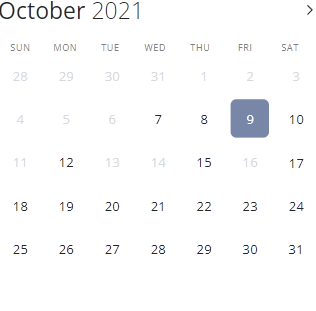 October 2021
SUN MON TUE WED THU FRI SAT
28 29 30 31 1 2 3
4 5 6 7 8 9 10
11 12 13 14 15 16 17
18 19 20 21 22 23 24
25 26 27 28 29 30 31